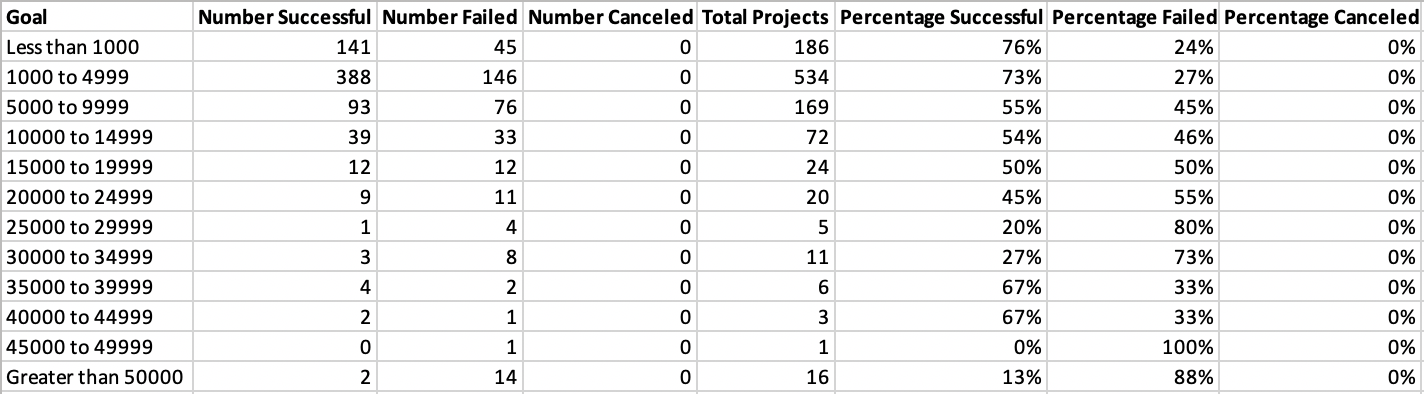 Goal Number Successful Number Failed Number Canceled Total Projects Percentage Successful Percentage Failed Percentage Canceled
Less than 1000 141 45 0 186 76% 24% 0%
1000 to 4999 388 146 0 534 73% 27% 0%
5000 to 9999 93 76 0 169 55% 45% 0%
10000 to 14999 39 33 0 72 54% 46% 0%
15000 to 19999 12 12 0 24 50% 50% 0%
20000 to 24999 9 11 0 20 45% 55% 0%
25000 to 29999 1 4 0 5 20% 80% 0%
30000 to 34999 3 8 0 11 27% 73% 0%
35000 to 39999 4 2 0 6 67% 33% 0%
40000 to 44999 2 1 0 3 67% 33% 0%
45000 to 49999 0 1 0 1 0% 100% 0%
Greater than 50000 2 14 0 16 13% 88% 0%